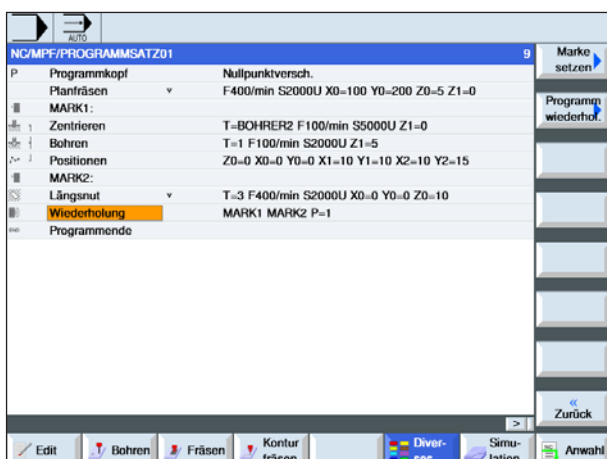 AUTO
NC/MPF/PROGRAMMSATZ01 9
P Programmkopf Nullpunktversch.
Planfräsen F400/min S2000U X0=100 Y0=200 Z0=5 Z1=0
MARK1:
Zentrieren T=BOHRER2 F100/min S5000U Z1=0
Bohren T=1 F100/min S2000U Z1=5
Positionen Z0=0 X0=0 Y0=0 X1=10 Y1=10 X2=10 Y2=15
MARK2:
Längsnut T=3 F400/min S2000U X0=0 Y0=0 Z0=10
Wiederholung MARK1 MARK2 P=1
END Programmende
Marke
setzen
Programm
wiederhol.
«
Zurück
>
Edit
Bohren
Fräsen
Kontur
fräsen
Diver-
ses
Simu-
lation
NC
Anwahl